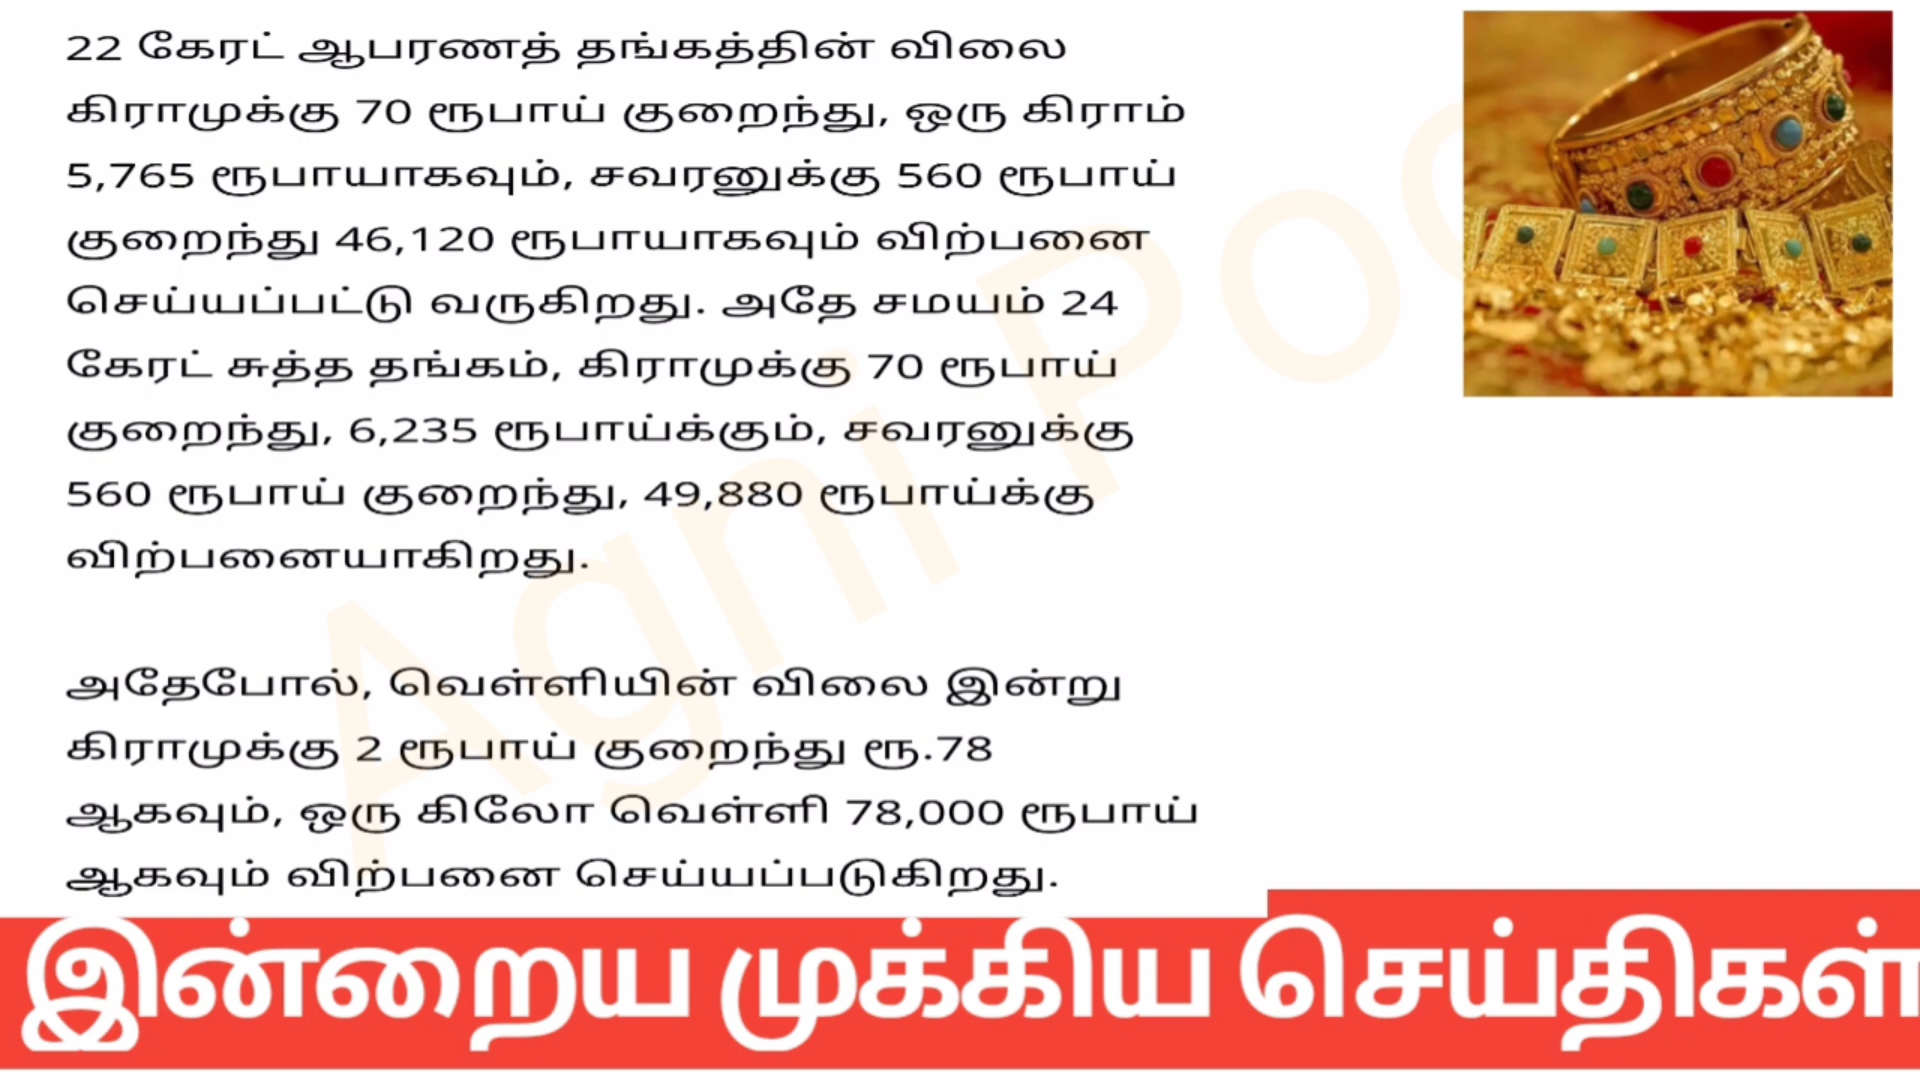 22 கேரட் ஆபரணத் தங்கத்தின் விலை
கிராமுக்கு 70 ரூபாய் குறைந்து, ஒரு கிராம்
5,765 ரூபாயாகவும், சவரனுக்கு 560 ரூபாய்
குறைந்து 46,120 ரூபாயாகவும் விற்பனை
செய்யப்பட்டு வருகிறது. அதே சமயம் 24
கேரட் சுத்த தங்கம், கிராமுக்கு 70 ரூபாய்
குறைந்து, 6,235 ரூபாய்க்கும், சவரனுக்கு
560 ரூபாய் குறைந்து, 49,880 ரூபாய்க்கு
விற்பனையாகிறது.
அதேபோல், வெள்ளியின் விலை இன்று
கிராமுக்கு 2 ரூபாய் குறைந்து ரூ.78
ஆகவும், ஒரு கிலோ வெள்ளி 78,000 ரூபாய்
ஆகவும் விற்பனை செய்யப்படுகிறது.
இன்றைய முக்கிய செய்திகள்
Agni